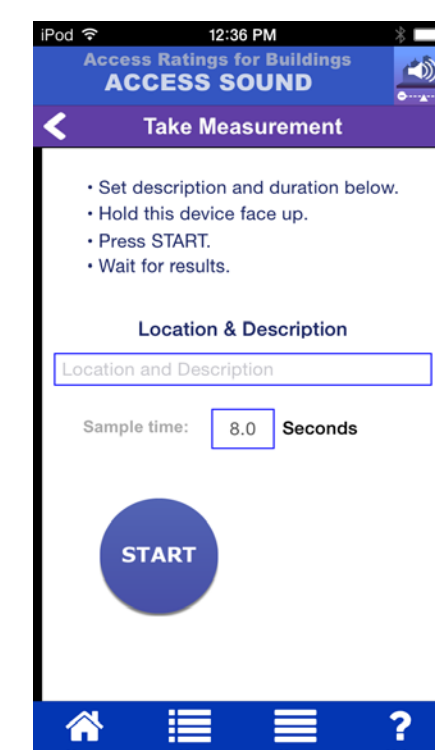 iPod 12:36 PM
Access Ratings for Buildings
ACCESS SOUND
Take Measurement
• Set description and duration below.
• Hold this device face up.
• Press START.
• Wait for results.
Location & Description
Location and Description
Sample time: 8.0 Seconds
START
?